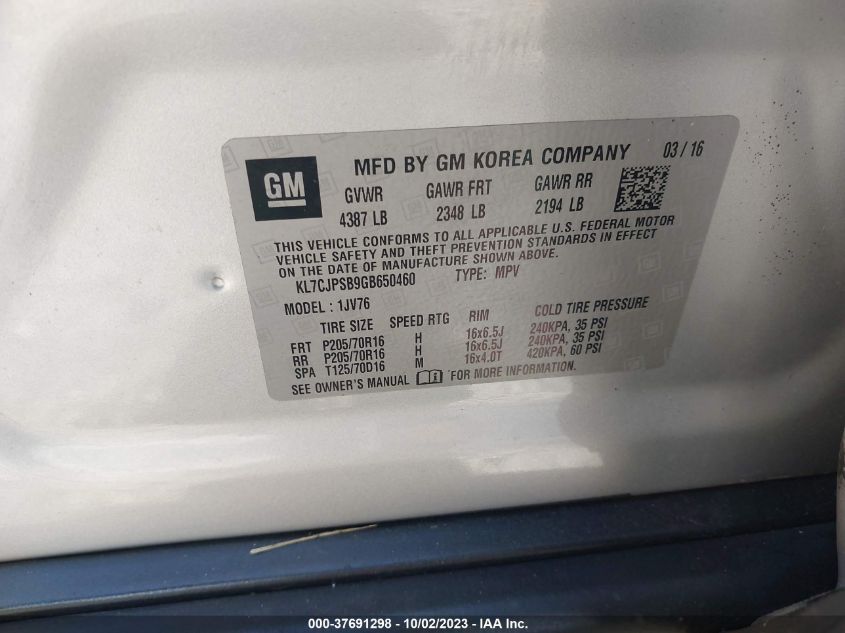 GM
MFD BY GM KOREA COMPANY 03 / 16
GVWR GAWR FRT GAWR RR
4387 LB 2348 LB 2194 LB
THIS VEHICLE CONFORMS TO ALL APPLICABLE U.S. FEDERAL MOTOR
VEHICLE SAFETY AND THEFT PREVENTION STANDARDS IN EFFECT
ON THE DATE OF MANUFACTURE SHOWN ABOVE.
KL7CJPSB9GB650460 TYPE: MPV
MODEL : 1JV76
TIRE SIZE SPEED RTG RIM COLD TIRE PRESSURE
FRT P205/70R16 H 16x6.5J 240KPA, 35 PSI
RR P205/70R16 H 16x6.5J 240KPA, 35 PSI
SPA T125/70D16 M 16x4.0T 420KPA, 60 PSI
SEE OWNER'S MANUAL FOR MORE INFORMATION.
000-37691298 - 10/02/2023 - IAA Inc.